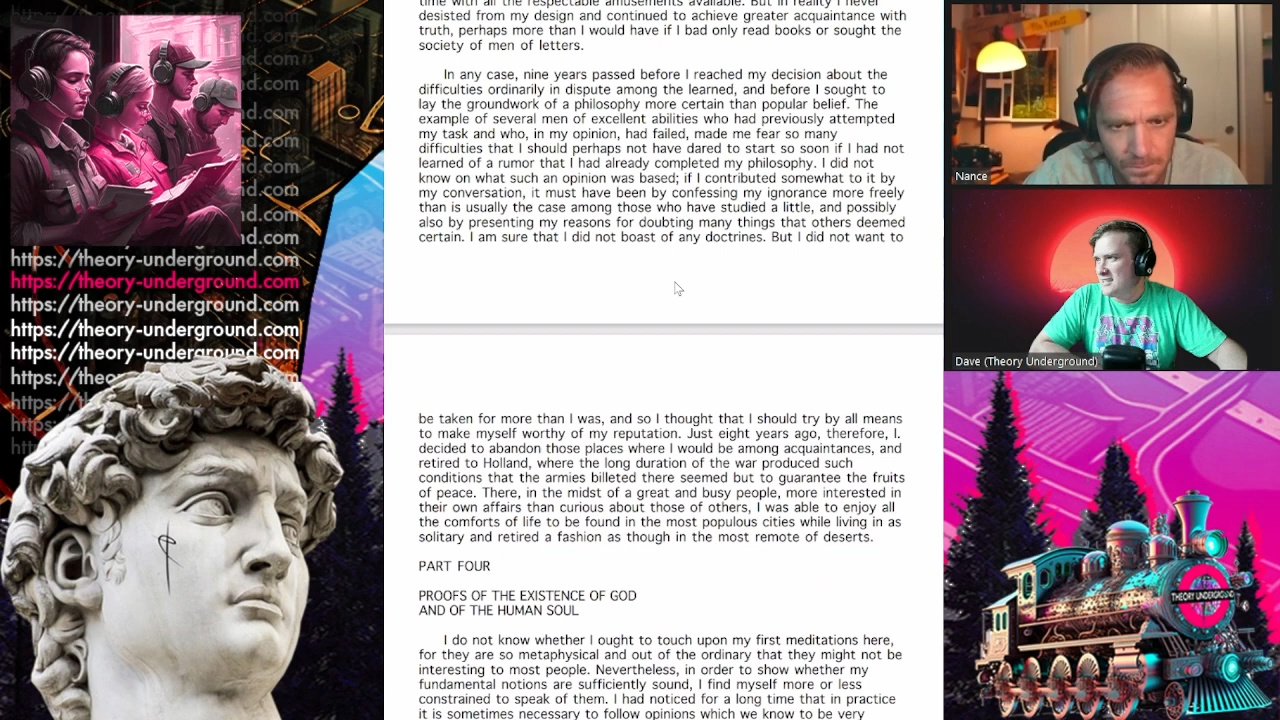 https://theory-underground.com
.com
.com
.com
.com
.com
.com
d.com
d.com
nd.com
nd.com
https://theory-underground.com
https://theory-underground.com
https://theory-underground.com
https://theory-underground.com
https://theory-underground.com
https://theo
https://
time with all the respectable amusements available. But in reality I never
desisted from my design and continued to achieve greater acquaintance with
truth, perhaps more than I would have if I bad only read books or sought the
society of men of letters.
In any case, nine years passed before I reached my decision about the
difficulties ordinarily in dispute among the learned, and before I sought to
lay the groundwork of a philosophy more certain than popular belief. The
example of several men of excellent abilities who had previously attempted
my task and who, in my opinion, had failed, made me fear so many
difficulties that I should perhaps not have dared to start so soon if I had not
learned of a rumor that I had already completed my philosophy. I did not
know on what such an opinion was based; if I contributed somewhat to it by
my conversation, it must have been by confessing my ignorance more freely
than is usually the case among those who have studied a little, and possibly
also by presenting my reasons for doubting many things that others deemed
certain. I am sure that I did not boast of any doctrines. But I did not want to
be taken for more than I was, and so I thought that I should try by all means
to make myself worthy of my reputation. Just eight years ago, therefore, I.
decided to abandon those places where I would be among acquaintances, and
retired to Holland, where the long duration of the war produced such
conditions that the armies billeted there seemed but to guarantee the fruits
of peace. There, in the midst of a great and busy people, more interested in
their own affairs than curious about those of others, I was able to enjoy all
the comforts of life to be found in the most populous cities while living in as
solitary and retired a fashion as though in the most remote of deserts.
PART FOUR
PROOFS OF THE EXISTENCE OF GOD
AND OF THE HUMAN SOUL
I do not know whether I ought to touch upon my first meditations here,
for they are so metaphysical and out of the ordinary that they might not be
interesting to most people. Nevertheless, in order to show whether my
fundamental notions are sufficiently sound, I find myself more or less
constrained to speak of them. I had noticed for a long time that in practice
it is sometimes necessary to follow opinions which we know to be very
Nance
Dave (Theory Underground)
THEORY UNDERGROUND